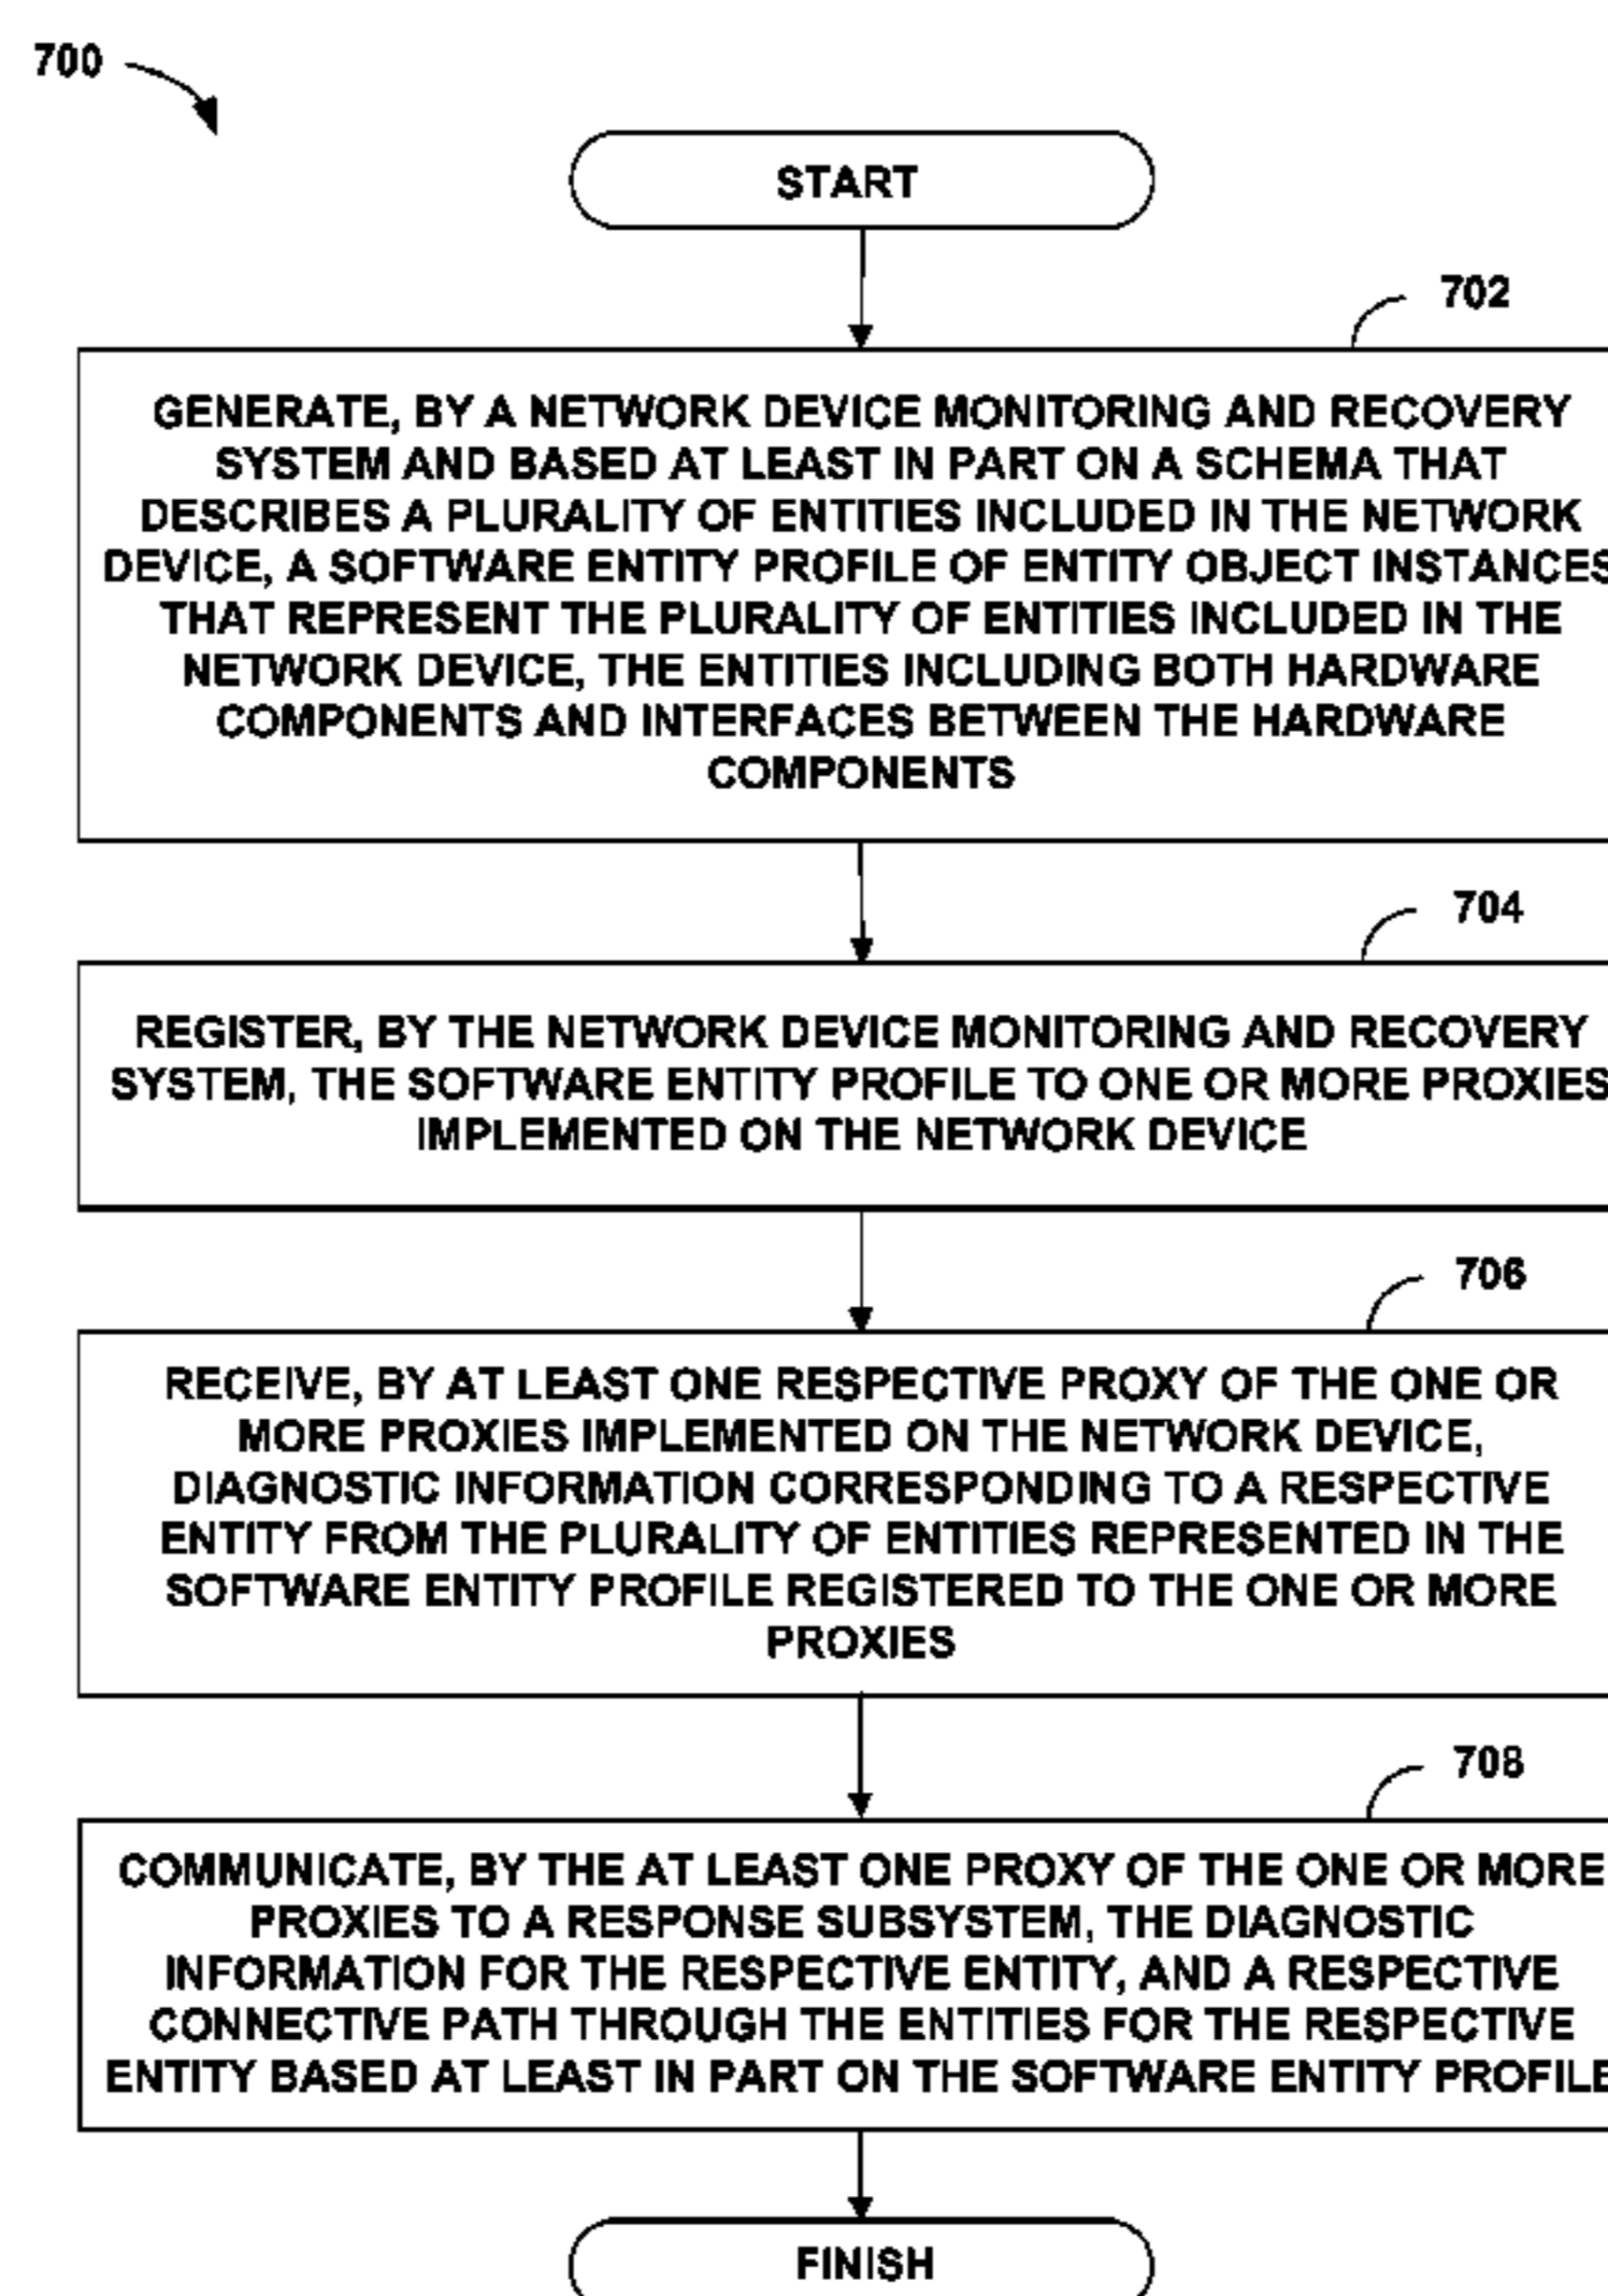 700
START
702
GENERATE, BY A NETWORK DEVICE MONITORING AND RECOVERY
SYSTEM AND BASED AT LEAST IN PART ON A SCHEMA THAT
DESCRIBES A PLURALITY OF ENTITIES INCLUDED IN THE NETWORK
DEVICE, A SOFTWARE ENTITY PROFILE OF ENTITY OBJECT INSTANCES
THAT REPRESENT THE PLURALITY OF ENTITIES INCLUDED IN THE
NETWORK DEVICE, THE ENTITIES INCLUDING BOTH HARDWARE
COMPONENTS AND INTERFACES BETWEEN THE HARDWARE
COMPONENTS
704
REGISTER, BY THE NETWORK DEVICE MONITORING AND RECOVERY
SYSTEM, THE SOFTWARE ENTITY PROFILE TO ONE OR MORE PROXIES
IMPLEMENTED ON THE NETWORK DEVICE
706
RECEIVE, BY AT LEAST ONE RESPECTIVE PROXY OF THE ONE OR
MORE PROXIES IMPLEMENTED ON THE NETWORK DEVICE,
DIAGNOSTIC INFORMATION CORRESPONDING TO A RESPECTIVE
ENTITY FROM THE PLURALITY OF ENTITIES REPRESENTED IN THE
SOFTWARE ENTITY PROFILE REGISTERED TO THE ONE OR MORE
PROXIES
708
COMMUNICATE, BY THE AT LEAST ONE PROXY OF THE ONE OR MORE
PROXIES TO A RESPONSE SUBSYSTEM, THE DIAGNOSTIC
INFORMATION FOR THE RESPECTIVE ENTITY, AND A RESPECTIVE
CONNECTIVE PATH THROUGH THE ENTITIES FOR THE RESPECTIVE
ENTITY BASED AT LEAST IN PART ON THE SOFTWARE ENTITY PROFILE
FINISH